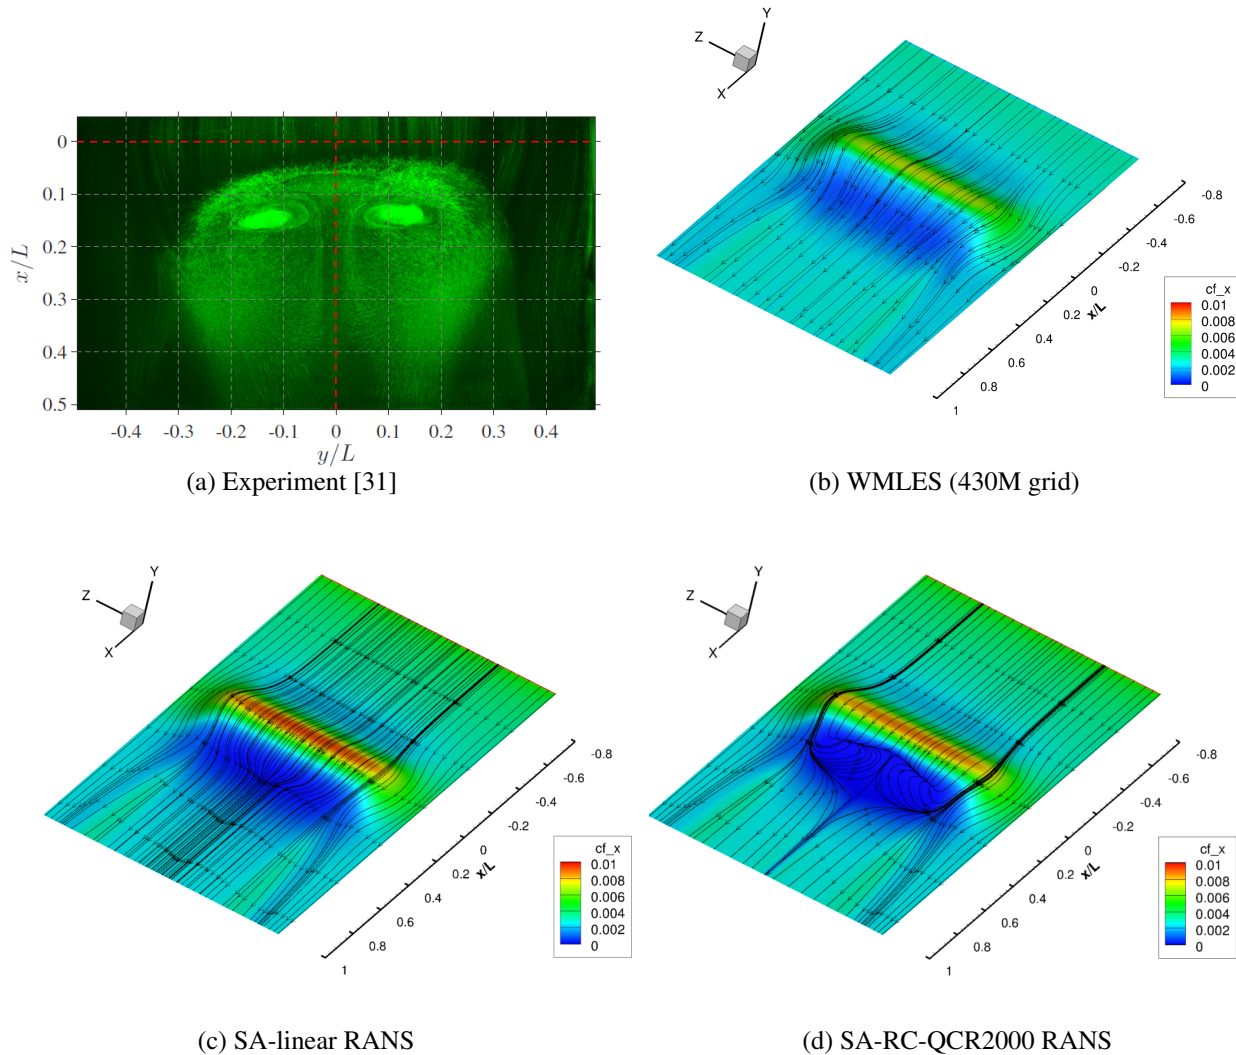 0
0.1
0.2
0.3
0.4
0.5
x/L
-0.4 -0.3 -0.2 -0.1 0 0.1 0.2 0.3 0.4
y/L
(a) Experiment [31]
Y
Z
X
-0.8
-0.6
-0.4
-0.2
0
0.2
0.4
0.6
0.8
1
x/L
cf_x
0.01
0.008
0.006
0.004
0.002
0
(b) WMLES (430M grid)
Y
Z
X
-0.8
-0.6
-0.4
-0.2
0
0.2
0.4
0.6
0.8
1
x/L
cf_x
0.01
0.008
0.006
0.004
0.002
0
(c) SA-linear RANS
Y
Z
X
-0.8
-0.6
-0.4
-0.2
0
0.2
0.4
0.6
0.8
1
x/L
cf_x
0.01
0.008
0.006
0.004
0.002
0
(d) SA-RC-QCR2000 RANS